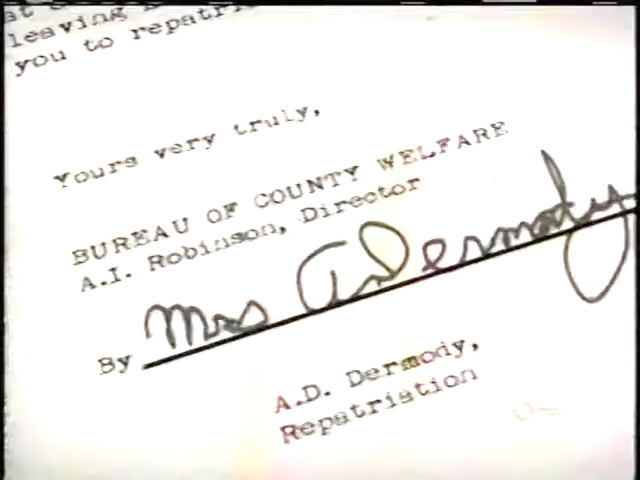 leaving
you to repatri
Yours very truly,
BUREAU OF COUNTY WELFARE
A.I. Robinson, Director
By Mrs A Dermody
A.D. Dermody,
Repatriation